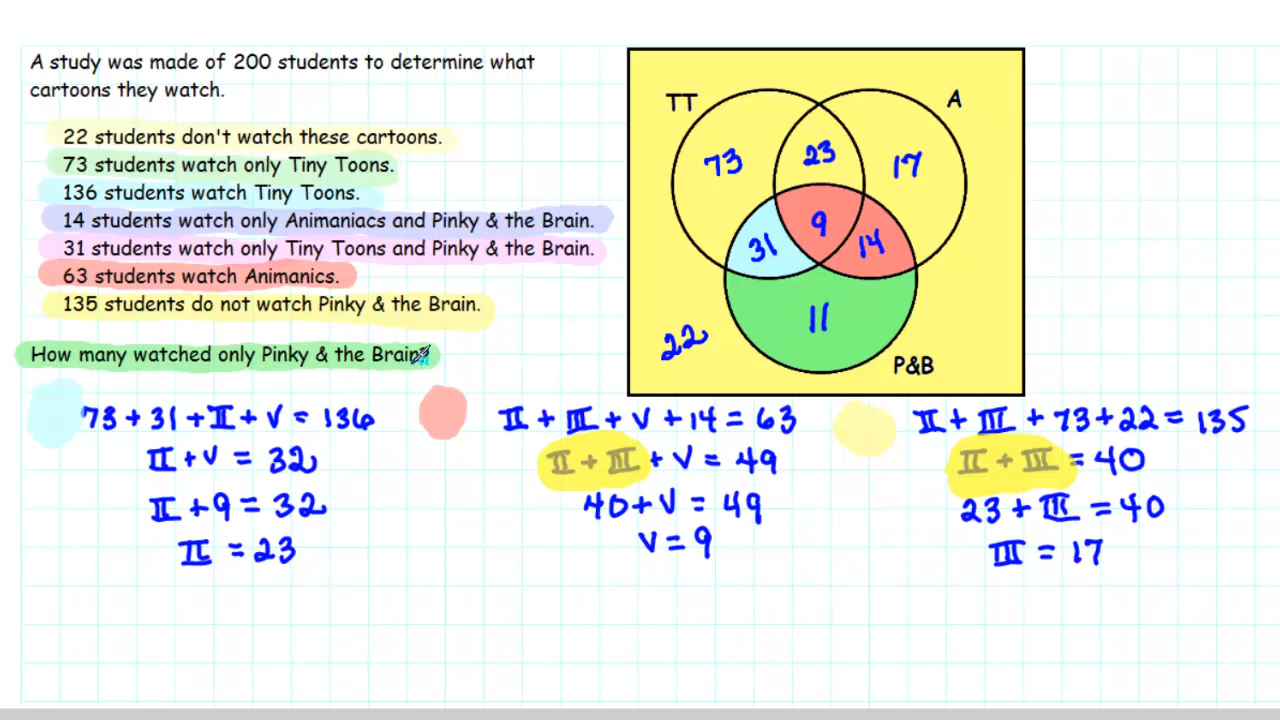 A study was made of 200 students to determine what
cartoons they watch.
22 students don't watch these cartoons.
73 students watch only Tiny Toons.
136 students watch Tiny Toons.
14 students watch only Animaniacs and Pinky & the Brain.
31 students watch only Tiny Toons and Pinky & the Brain.
63 students watch Animanics.
135 students do not watch Pinky & the Brain.
How many watched only Pinky & the Brain?
TT
A
73
23
17
9
31
14
11
22
P&B
73 + 31 + II + V = 136
II + V = 32
II + 9 = 32
II = 23
II + III + V + 14 = 63
II + III + V = 49
40 + V = 49
V = 9
II + III + 73 + 22 = 135
II + III = 40
23 + III = 40
III = 17